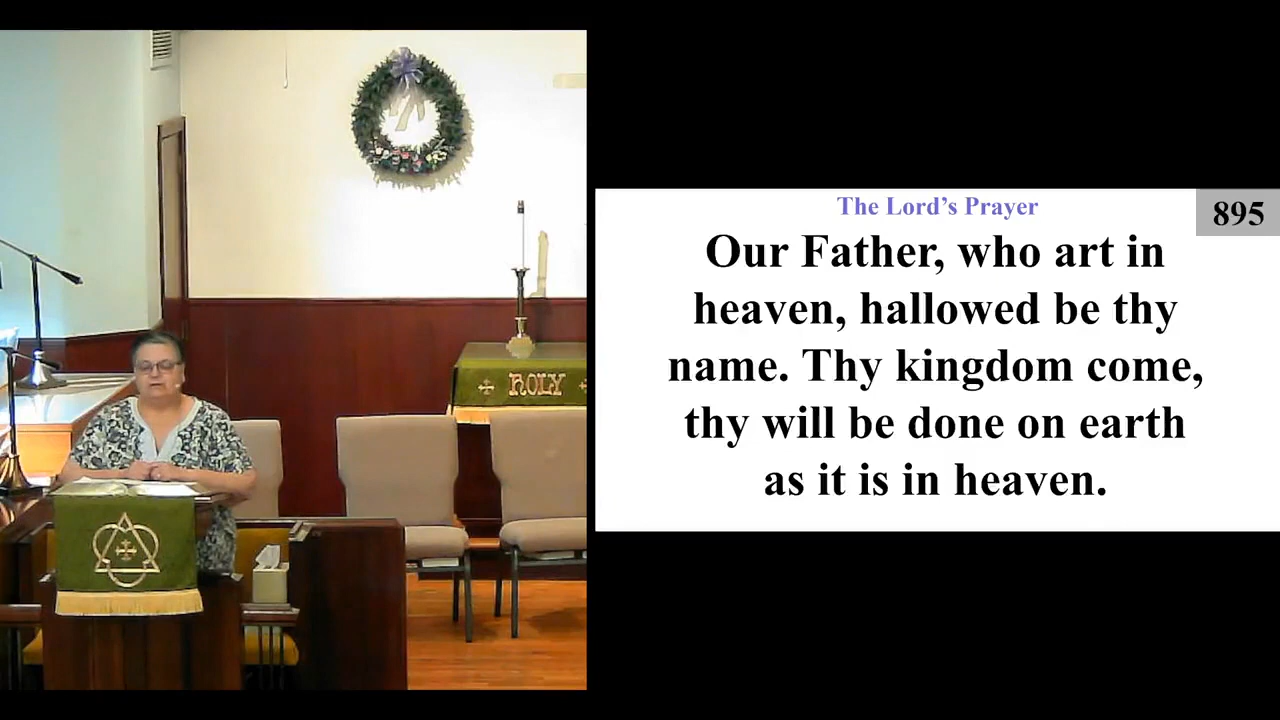 HOLY
The Lord's Prayer
895
Our Father, who art in
heaven, hallowed be thy
name. Thy kingdom come,
thy will be done on earth
as it is in heaven.